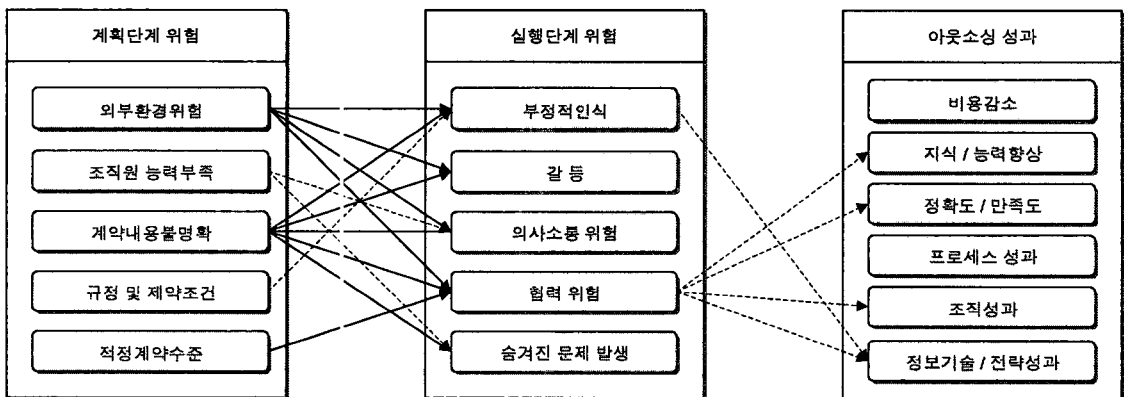 계획단계 위험
외부환경위험
조직원 능력부족
계약내용불명확
규정 및 제약조건
적정계약수준
실행단계 위험
부정적인식
갈 등
의사소통 위험
협력 위험
숨겨진 문제 발생
아웃소싱 성과
비용감소
지식 / 능력향상
정확도 / 만족도
프로세스 성과
조직성과
정보기술 / 전략성과